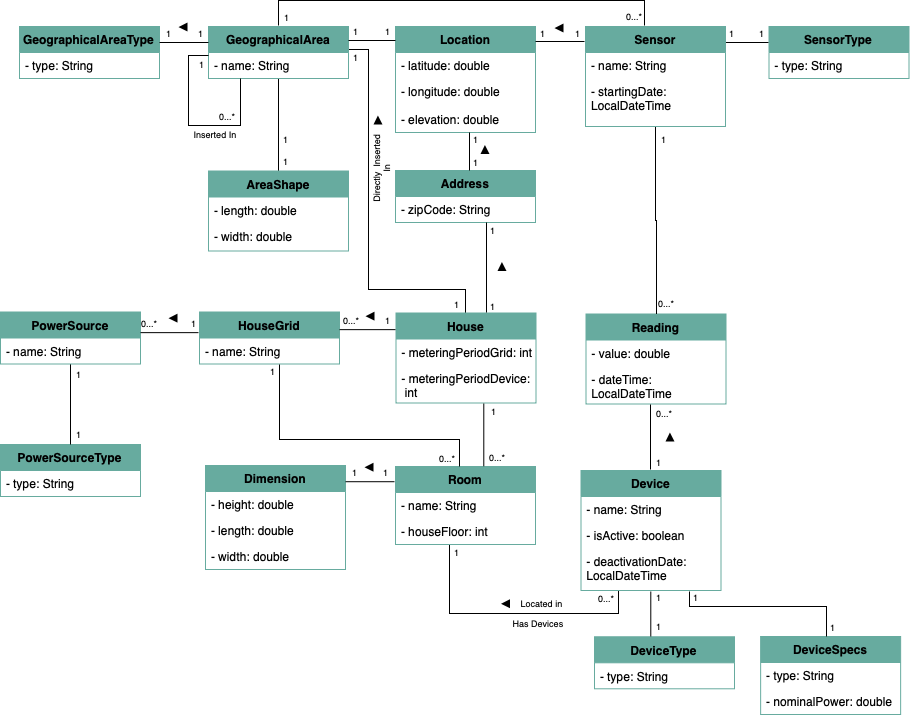 1
0...*
GeographicalAreaType
- type: String
1
1
GeographicalArea
- name: String
1
1
Location
- latitude: double
- longitude: double
- elevation: double
1
1
Sensor
- name: String
- startingDate:
LocalDateTime
1
1
SensorType
- type: String
1
0...*
Inserted In
1
1
1
AreaShape
- length: double
- width: double
Directly Inserted
In
1
1
Address
- zipCode: String
1
1
1
1
0...*
PowerSource
- name: String
0...*
1
HouseGrid
- name: String
0...*
1
House
- meteringPeriodGrid: int
- meteringPeriodDevice:
int
Reading
- value: double
- dateTime:
LocalDateTime
1
1
1
0...*
1
PowerSourceType
- type: String
0...*
0...*
1
Dimension
- height: double
- length: double
- width: double
1
1
Room
- name: String
- houseFloor: int
Device
- name: String
- isActive: boolean
- deactivationDate:
LocalDateTime
1
0...*
Located in
Has Devices
1
1
1
1
DeviceType
- type: String
DeviceSpecs
- type: String
- nominalPower: double